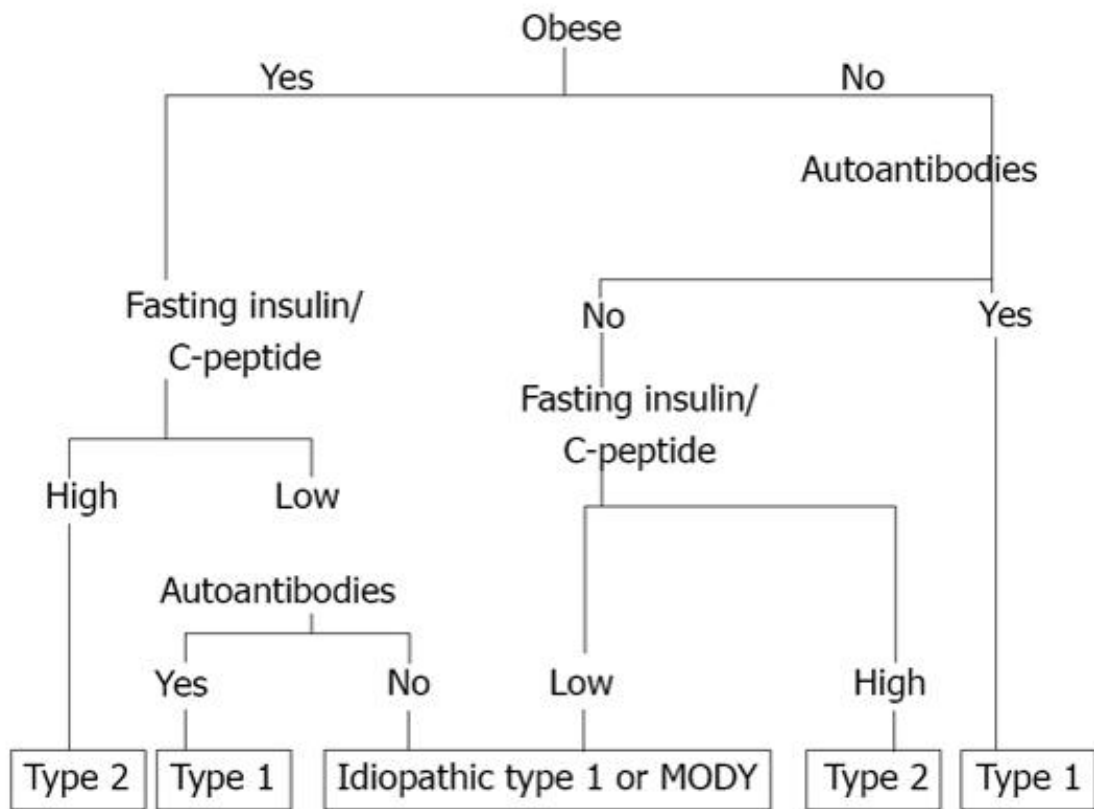 Obese
Yes
No
Autoantibodies
Fasting insulin/
C-peptide
No
Yes
Fasting insulin/
C-peptide
High
Low
Autoantibodies
Yes
No
Low
High
Type 2
Type 1
Idiopathic type 1 or MODY
Type 2
Type 1